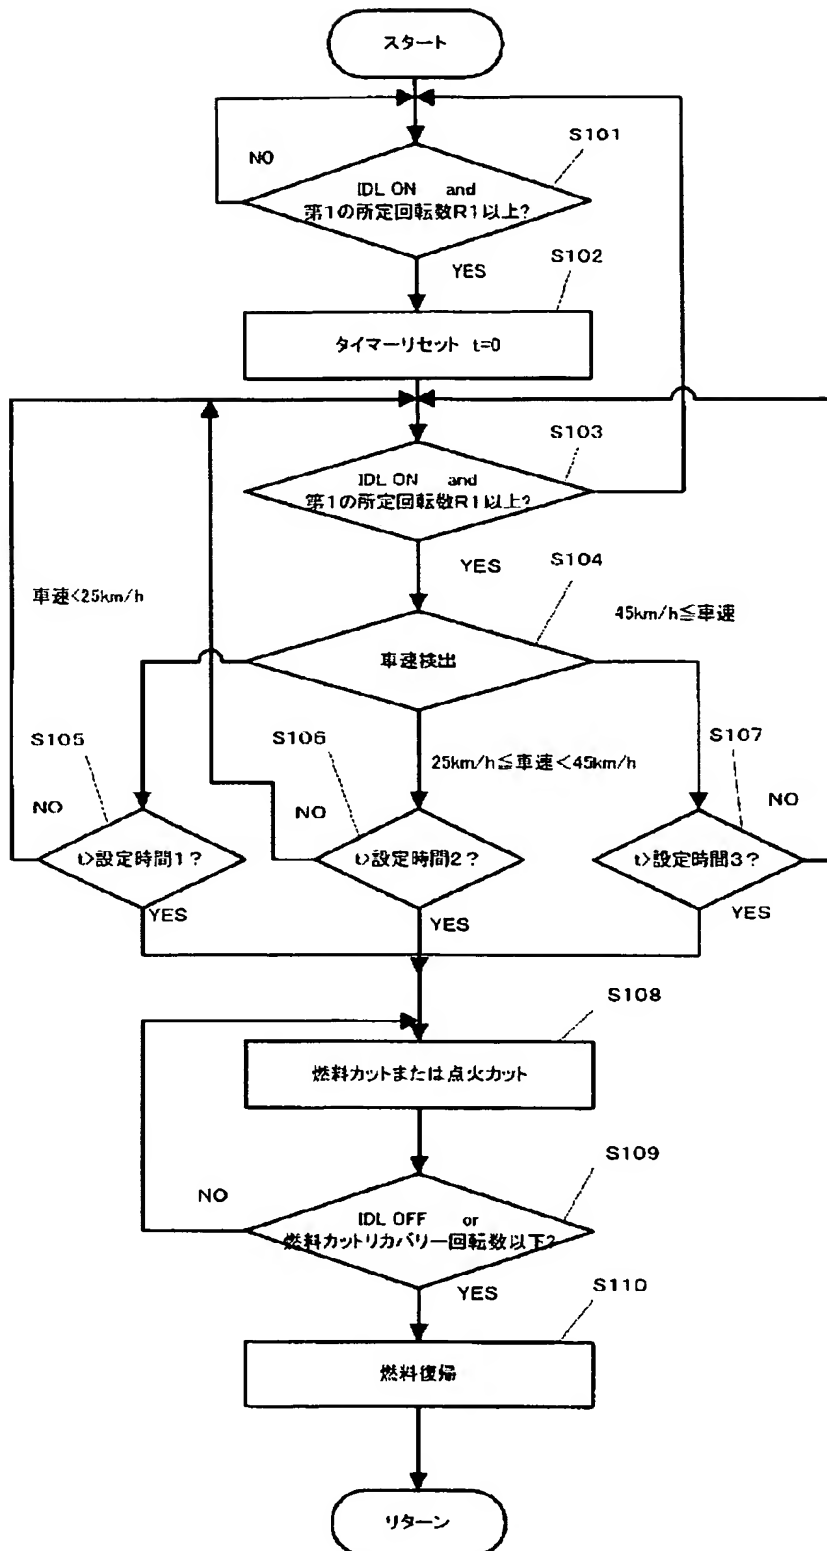 スタート
S101
NO
IDL ON and
第1の所定回転数R1以上?
YES
S102
タイマーリセット t=0
S103
IDL ON and
第1の所定回転数R1以上?
YES
S104
車速<25km/h
45km/h≦車速
車速検出
S105
S106
25km/h≦車速<45km/h
S107
NO
NO
NO
t>設定時間1?
t>設定時間2?
t>設定時間3?
YES
YES
YES
S108
燃料カットまたは点火カット
S109
NO
IDL OFF or
燃料カットリカバリー回転数以下?
YES
S110
燃料復帰
リターン